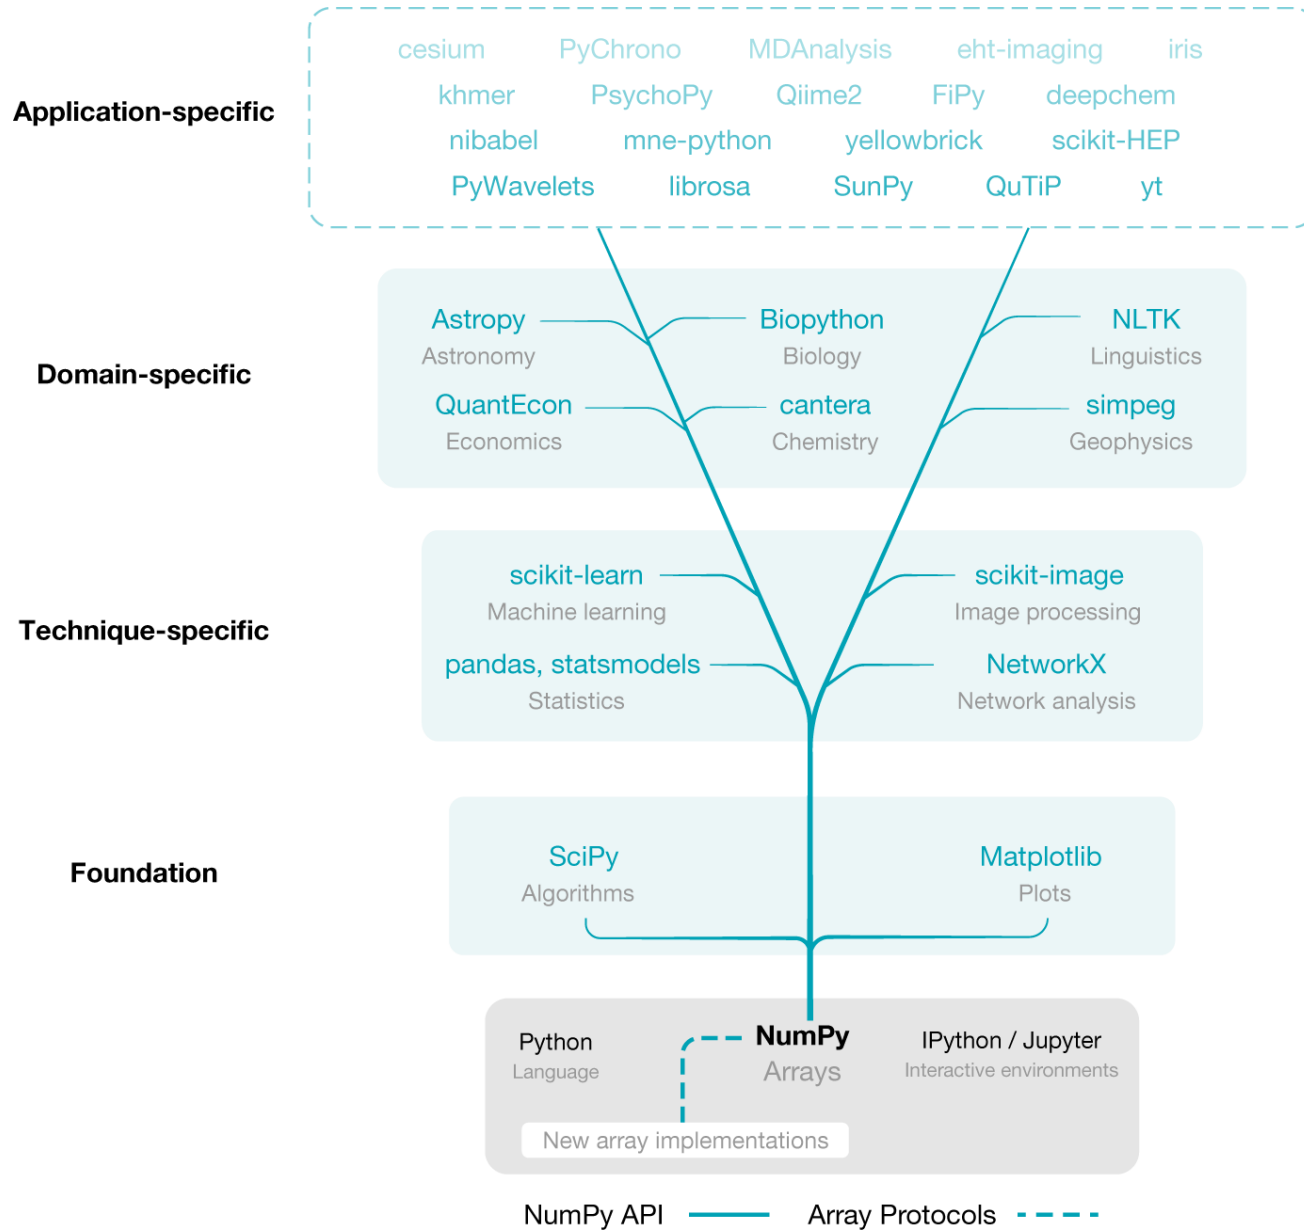 cesium PyChrono MDAnalysis eht-imaging iris
Application-specific
khmer PsychoPy Qiime2 FiPy deepchem
nibabel mne-python yellowbrick scikit-HEP
PyWavelets librosa SunPy QuTiP yt
Domain-specific
Astropy Biopython NLTK
Astronomy Biology Linguistics
QuantEcon cantera simpeg
Economics Chemistry Geophysics
Technique-specific
scikit-learn scikit-image
Machine learning Image processing
pandas, statsmodels NetworkX
Statistics Network analysis
Foundation
SciPy Matplotlib
Algorithms Plots
Python NumPy IPython / Jupyter
Language Arrays Interactive environments
New array implementations
NumPy API Array Protocols